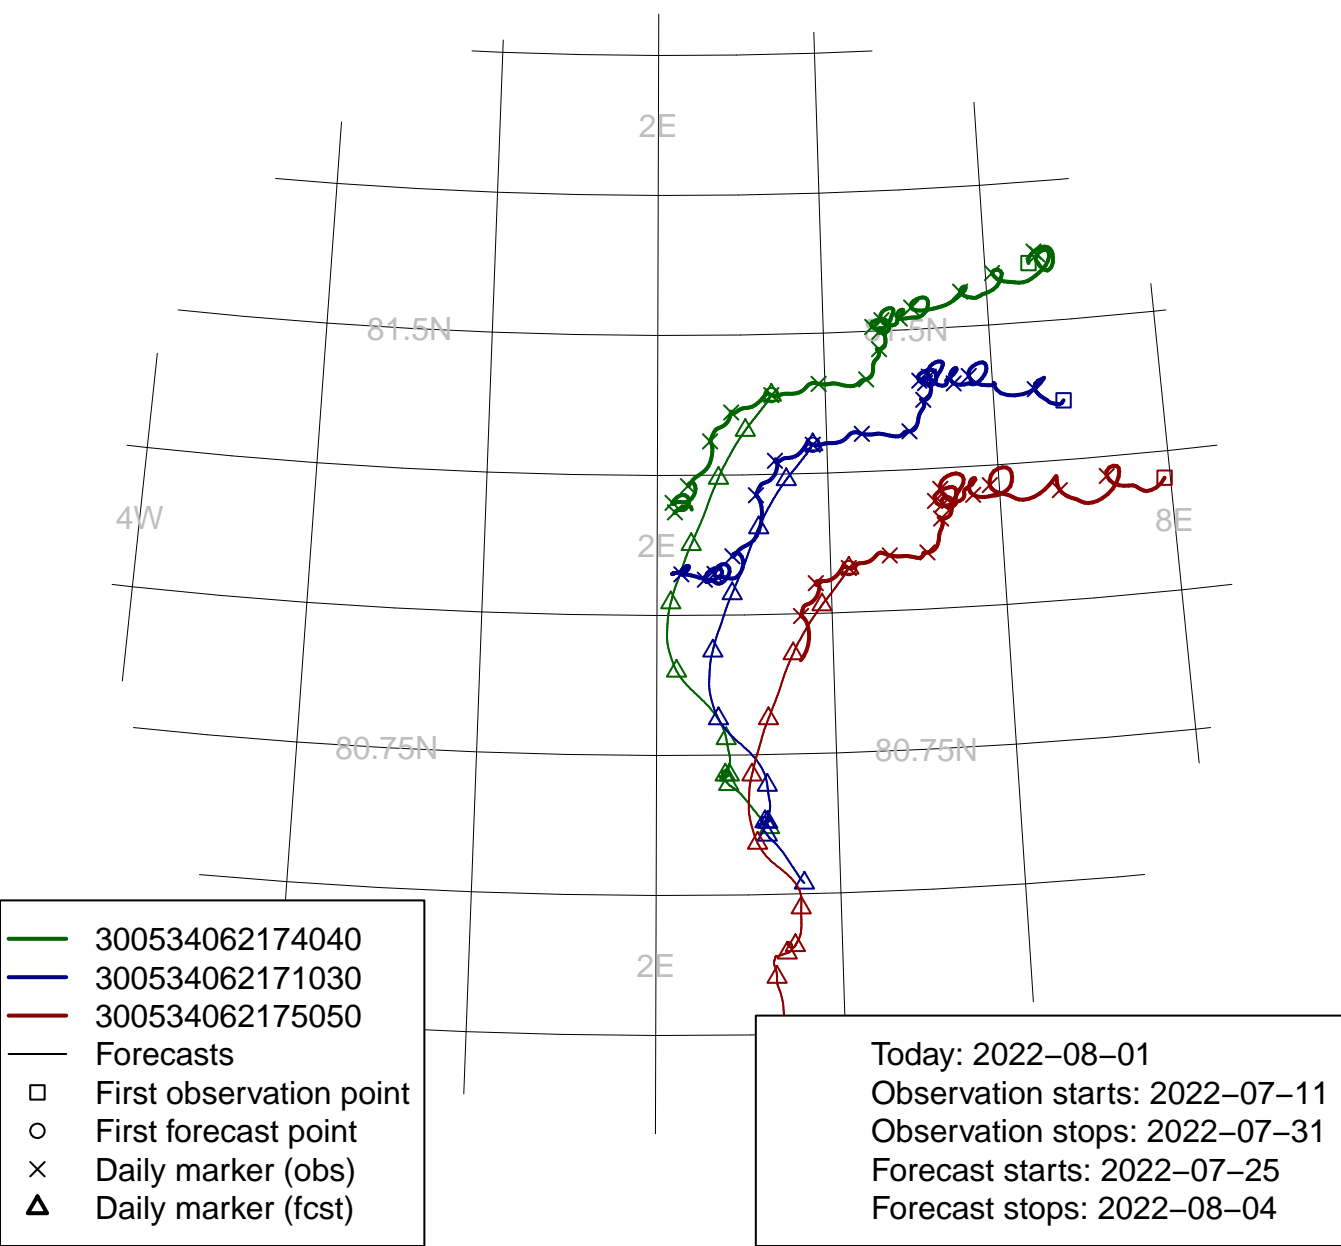 2E
81.5N
81.5N
4W
2E
8E
80.75N
80.75N
2E
300534062174040
300534062171030
300534062175050
Forecasts
First observation point
First forecast point
Daily marker (obs)
Daily marker (fcst)
Today: 2022−08−01
Observation starts: 2022−07−11
Observation stops: 2022−07−31
Forecast starts: 2022−07−25
Forecast stops: 2022−08−04